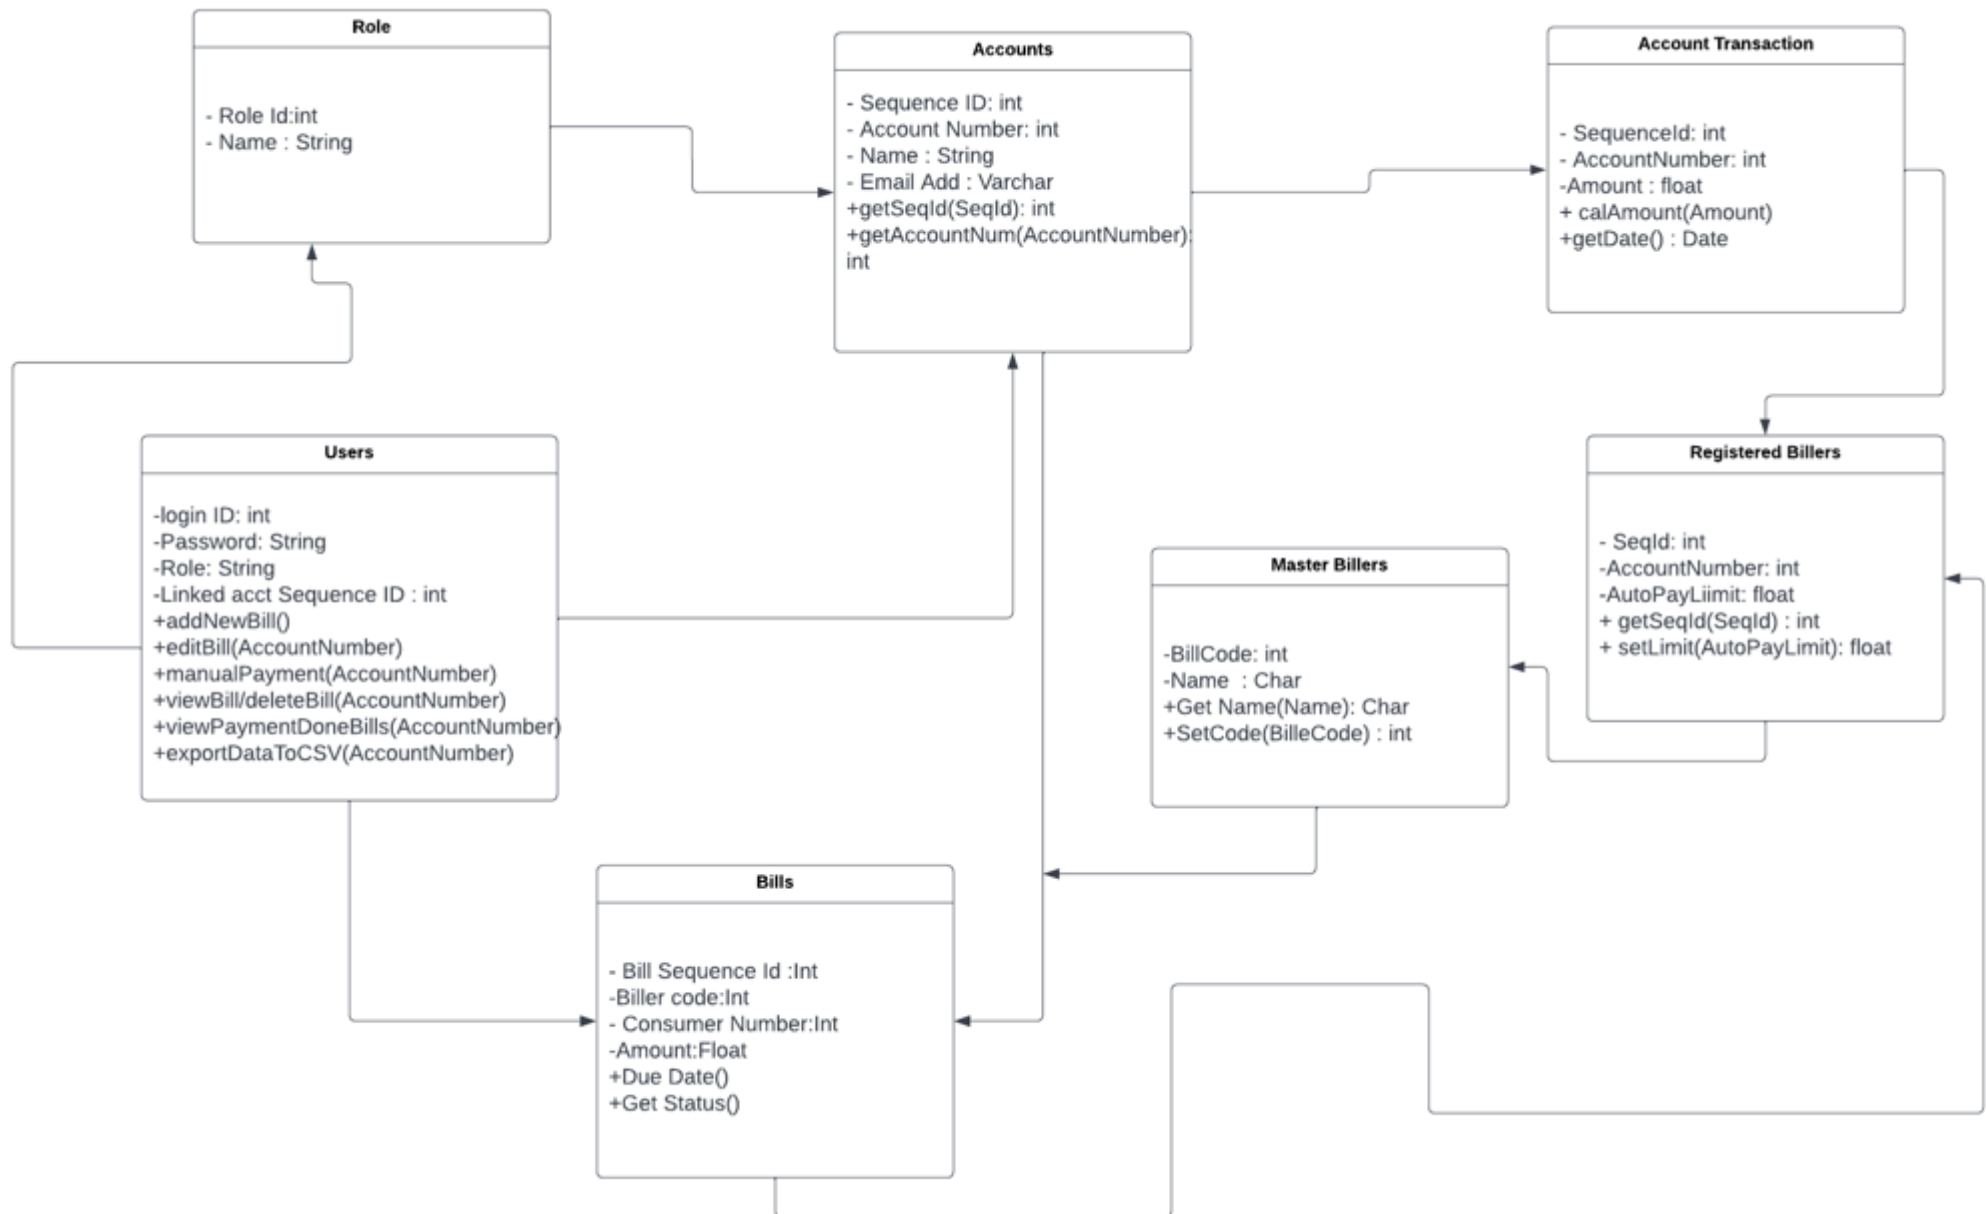 Role
- Role Id:int
- Name : String
Accounts
- Sequence ID: int
- Account Number: int
- Name : String
- Email Add : Varchar
+getSeqId(SeqId): int
+getAccountNum(AccountNumber):
int
Account Transaction
- SequenceId: int
- AccountNumber: int
-Amount : float
+ calAmount(Amount)
+getDate() : Date
Users
-login ID: int
-Password: String
-Role: String
-Linked acct Sequence ID : int
+addNewBill()
+editBill(AccountNumber)
+manualPayment(AccountNumber)
+viewBill/deleteBill(AccountNumber)
+viewPaymentDoneBills(AccountNumber)
+exportDataToCSV(AccountNumber)
Master Billers
-BillCode: int
-Name  : Char
+Get Name(Name): Char
+SetCode(BilleCode) : int
Registered Billers
- SeqId: int
-AccountNumber: int
-AutoPayLiimit: float
+ getSeqId(SeqId) : int
+ setLimit(AutoPayLimit): float
Bills
- Bill Sequence Id :Int
-Biller code:Int
- Consumer Number:Int
-Amount:Float
+Due Date()
+Get Status()